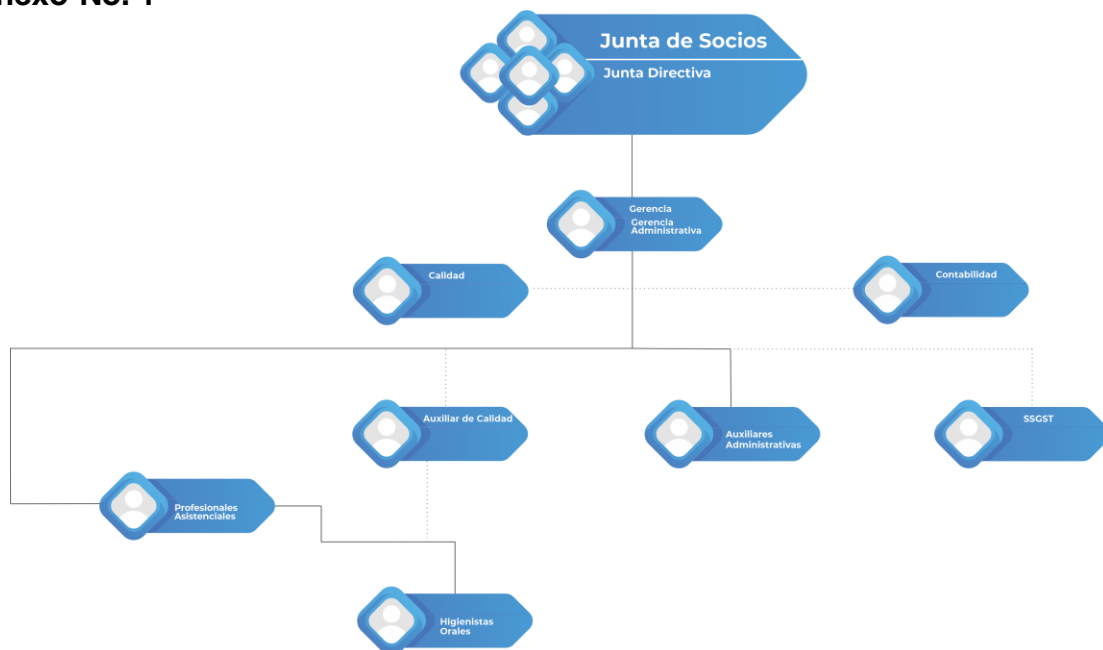 Junta de Socios
Junta Directiva
Gerencia
Gerencia
Administrativa
Calidad
Contabilidad
Auxiliar de Calidad
Auxiliares
Administrativas
SSGST
Profesionales
Asistenciales
Higienistas
Orales